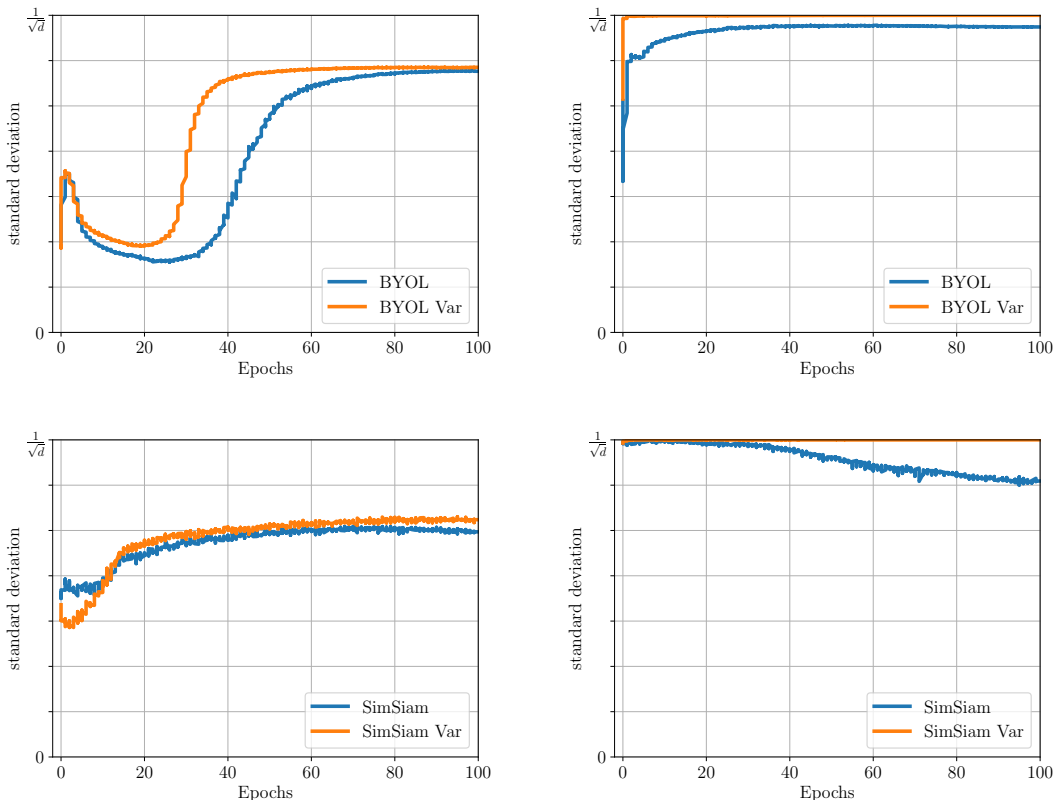 1/√d
standard deviation
0
0 20 40 60 80 100
Epochs
BYOL
BYOL Var
1/√d
standard deviation
0
0 20 40 60 80 100
Epochs
BYOL
BYOL Var
1/√d
standard deviation
0
0 20 40 60 80 100
Epochs
SimSiam
SimSiam Var
1/√d
standard deviation
0
0 20 40 60 80 100
Epochs
SimSiam
SimSiam Var